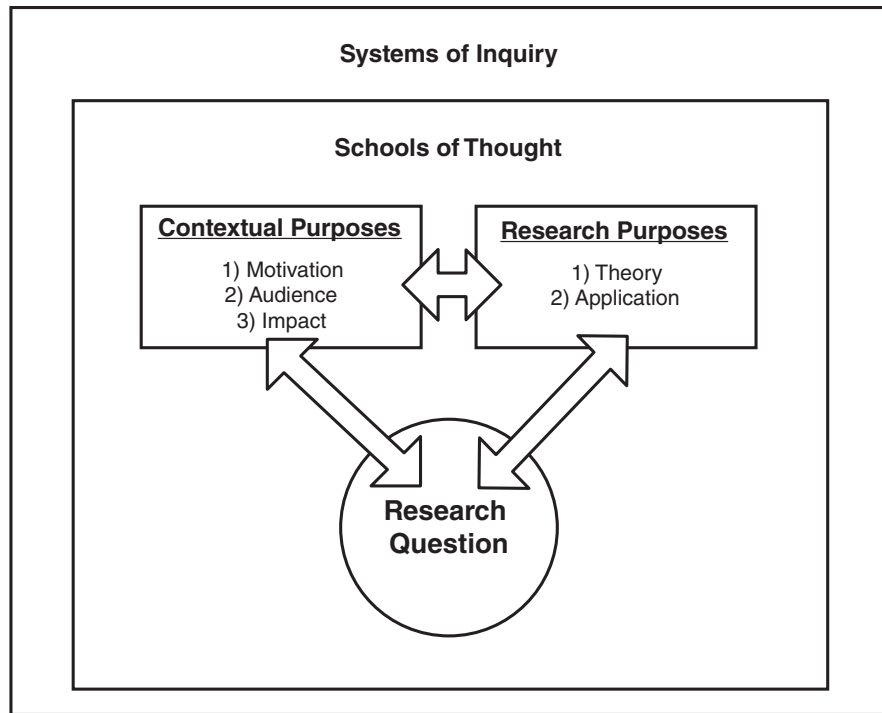 Systems of Inquiry
Schools of Thought
Contextual Purposes
1) Motivation
2) Audience
3) Impact
Research Purposes
1) Theory
2) Application
Research
Question